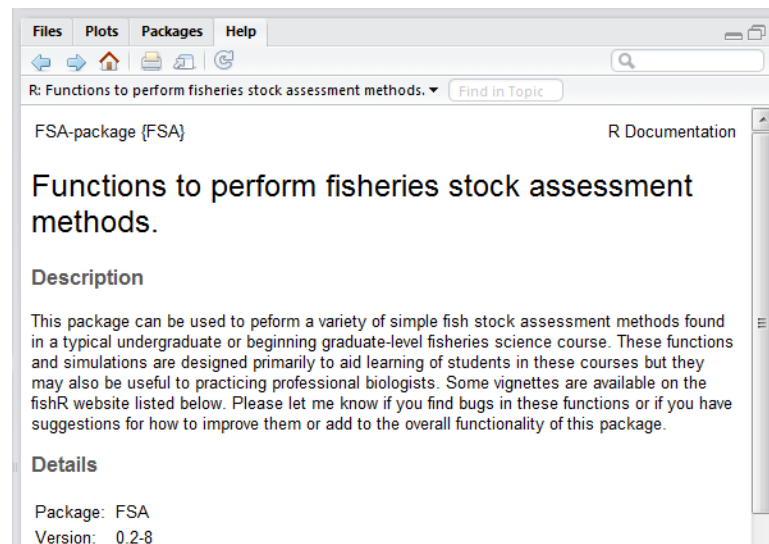 Files Plots Packages Help
R: Functions to perform fisheries stock assessment methods. Find in Topic
FSA-package {FSA} R Documentation
Functions to perform fisheries stock assessment
methods.
Description
This package can be used to peform a variety of simple fish stock assessment methods found
in a typical undergraduate or beginning graduate-level fisheries science course. These functions
and simulations are designed primarily to aid learning of students in these courses but they
may also be useful to practicing professional biologists. Some vignettes are available on the
fishR website listed below. Please let me know if you find bugs in these functions or if you have
suggestions for how to improve them or add to the overall functionality of this package.
Details
Package: FSA
Version: 0.2-8